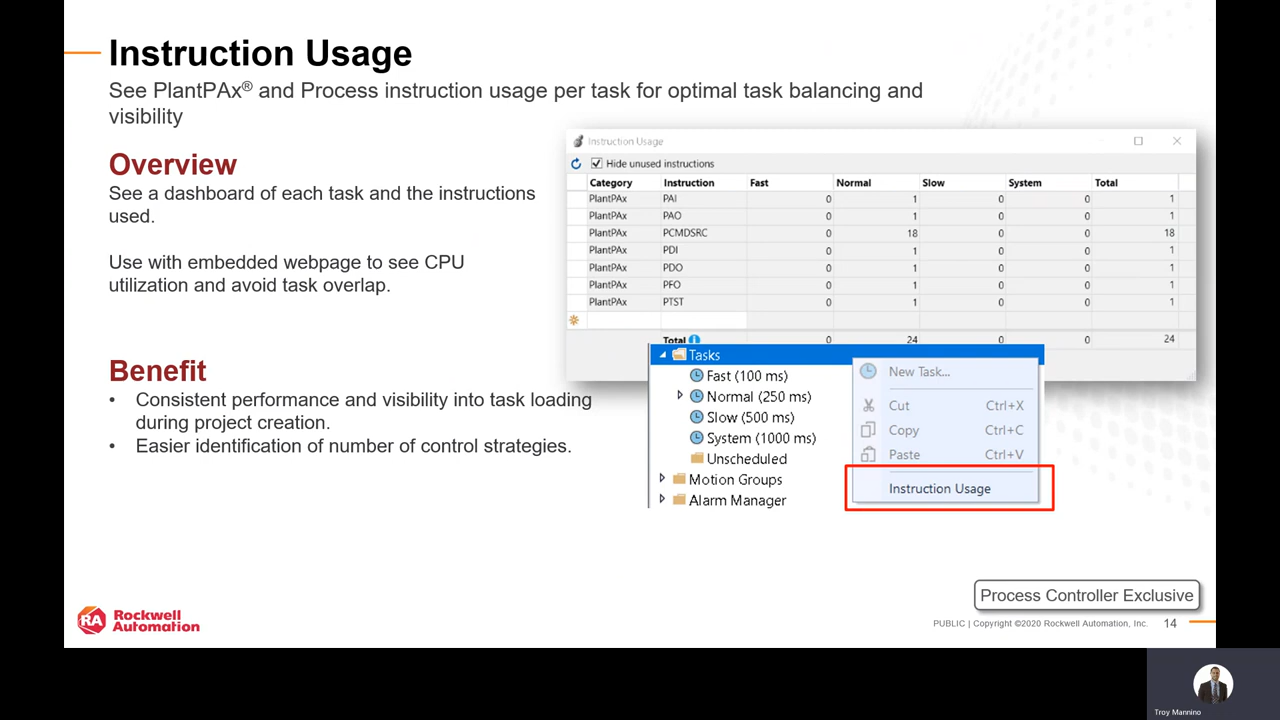 Instruction Usage
See PlantPAx® and Process instruction usage per task for optimal task balancing and
visibility
Overview
See a dashboard of each task and the instructions
used.
Use with embedded webpage to see CPU
utilization and avoid task overlap.
Benefit
• Consistent performance and visibility into task loading
during project creation.
• Easier identification of number of control strategies.
Instruction Usage
Hide unused instructions
Category Instruction Fast Normal Slow System Total
PlantPAx PAI 0 1 0 0 1
PlantPAx PAO 0 1 0 0 1
PlantPAx PCMDSRC 0 18 0 0 18
PlantPAx PDI 0 1 0 0 1
PlantPAx PDO 0 1 0 0 1
PlantPAx PFO 0 1 0 0 1
PlantPAx PTST 0 1 0 0 1
Total 0 24 0 0 24
Tasks
Fast (100 ms)
Normal (250 ms)
Slow (500 ms)
System (1000 ms)
Unscheduled
Motion Groups
Alarm Manager
New Task...
Cut Ctrl+X
Copy Ctrl+C
Paste Ctrl+V
Instruction Usage
Process Controller Exclusive
RA Rockwell
Automation
PUBLIC | Copyright ©2020 Rockwell Automation, Inc. 14
Troy Mannino